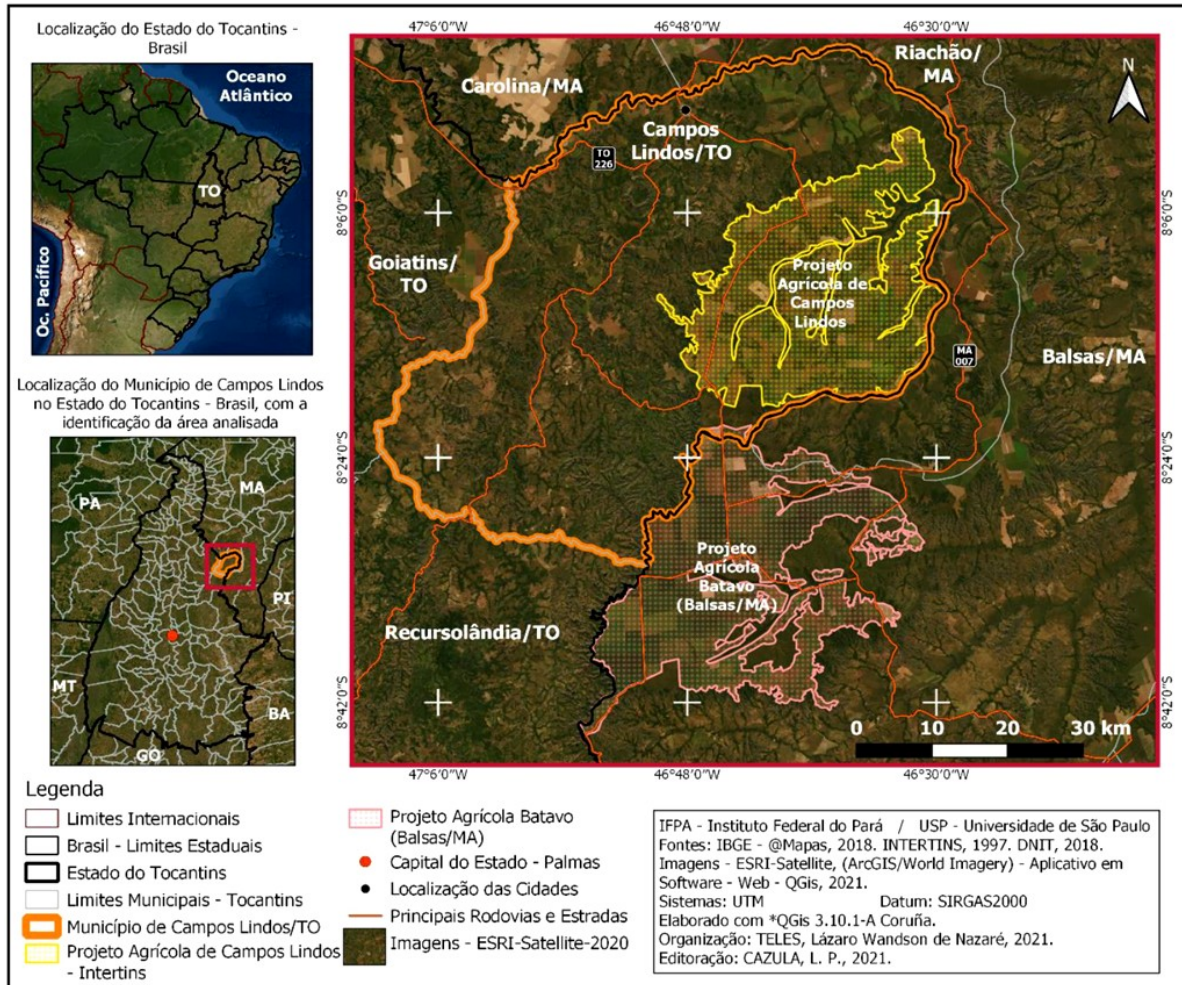 Localização do Estado do Tocantins -
Brasil
Oceano
Atlântico
TO
Oc. Pacífico
Localização do Município de Campos Lindos
no Estado do Tocantins - Brasil, com a
identificação da área analisada
PA
MA
PI
MT
BA
GO
47°6'0"W
46°48'0"W
46°30'0"W
8°6'0"S
8°24'0"S
8°42'0"S
Carolina/MA
Riachão/
MA
N
Campos
Lindos/TO
TO
226
Goiatins/
TO
Projeto
Agrícola de
Campos
Lindos
MA
007
Balsas/MA
Projeto
Agrícola
Batavo
(Balsas/MA)
Recursolândia/TO
0 10 20 30 km
8°6'0"S
8°24'0"S
8°42'0"S
47°6'0"W
46°48'0"W
46°30'0"W
Legenda
Limites Internacionais
Brasil - Limites Estaduais
Estado do Tocantins
Limites Municipais - Tocantins
Município de Campos Lindos/TO
Projeto Agrícola de Campos Lindos
- Intertins
Projeto Agrícola Batavo
(Balsas/MA)
Capital do Estado - Palmas
Localização das Cidades
Principais Rodovias e Estradas
Imagens - ESRI-Satellite-2020
IFPA - Instituto Federal do Pará / USP - Universidade de São Paulo
Fontes: IBGE - @Mapas, 2018. INTERTINS, 1997. DNIT, 2018.
Imagens - ESRI-Satellite, (ArcGIS/World Imagery) - Aplicativo em
Software - Web - QGis, 2021.
Sistemas: UTM Datum: SIRGAS2000
Elaborado com *QGis 3.10.1-A Coruña.
Organização: TELES, Lázaro Wandson de Nazaré, 2021.
Editoração: CAZULA, L. P., 2021.